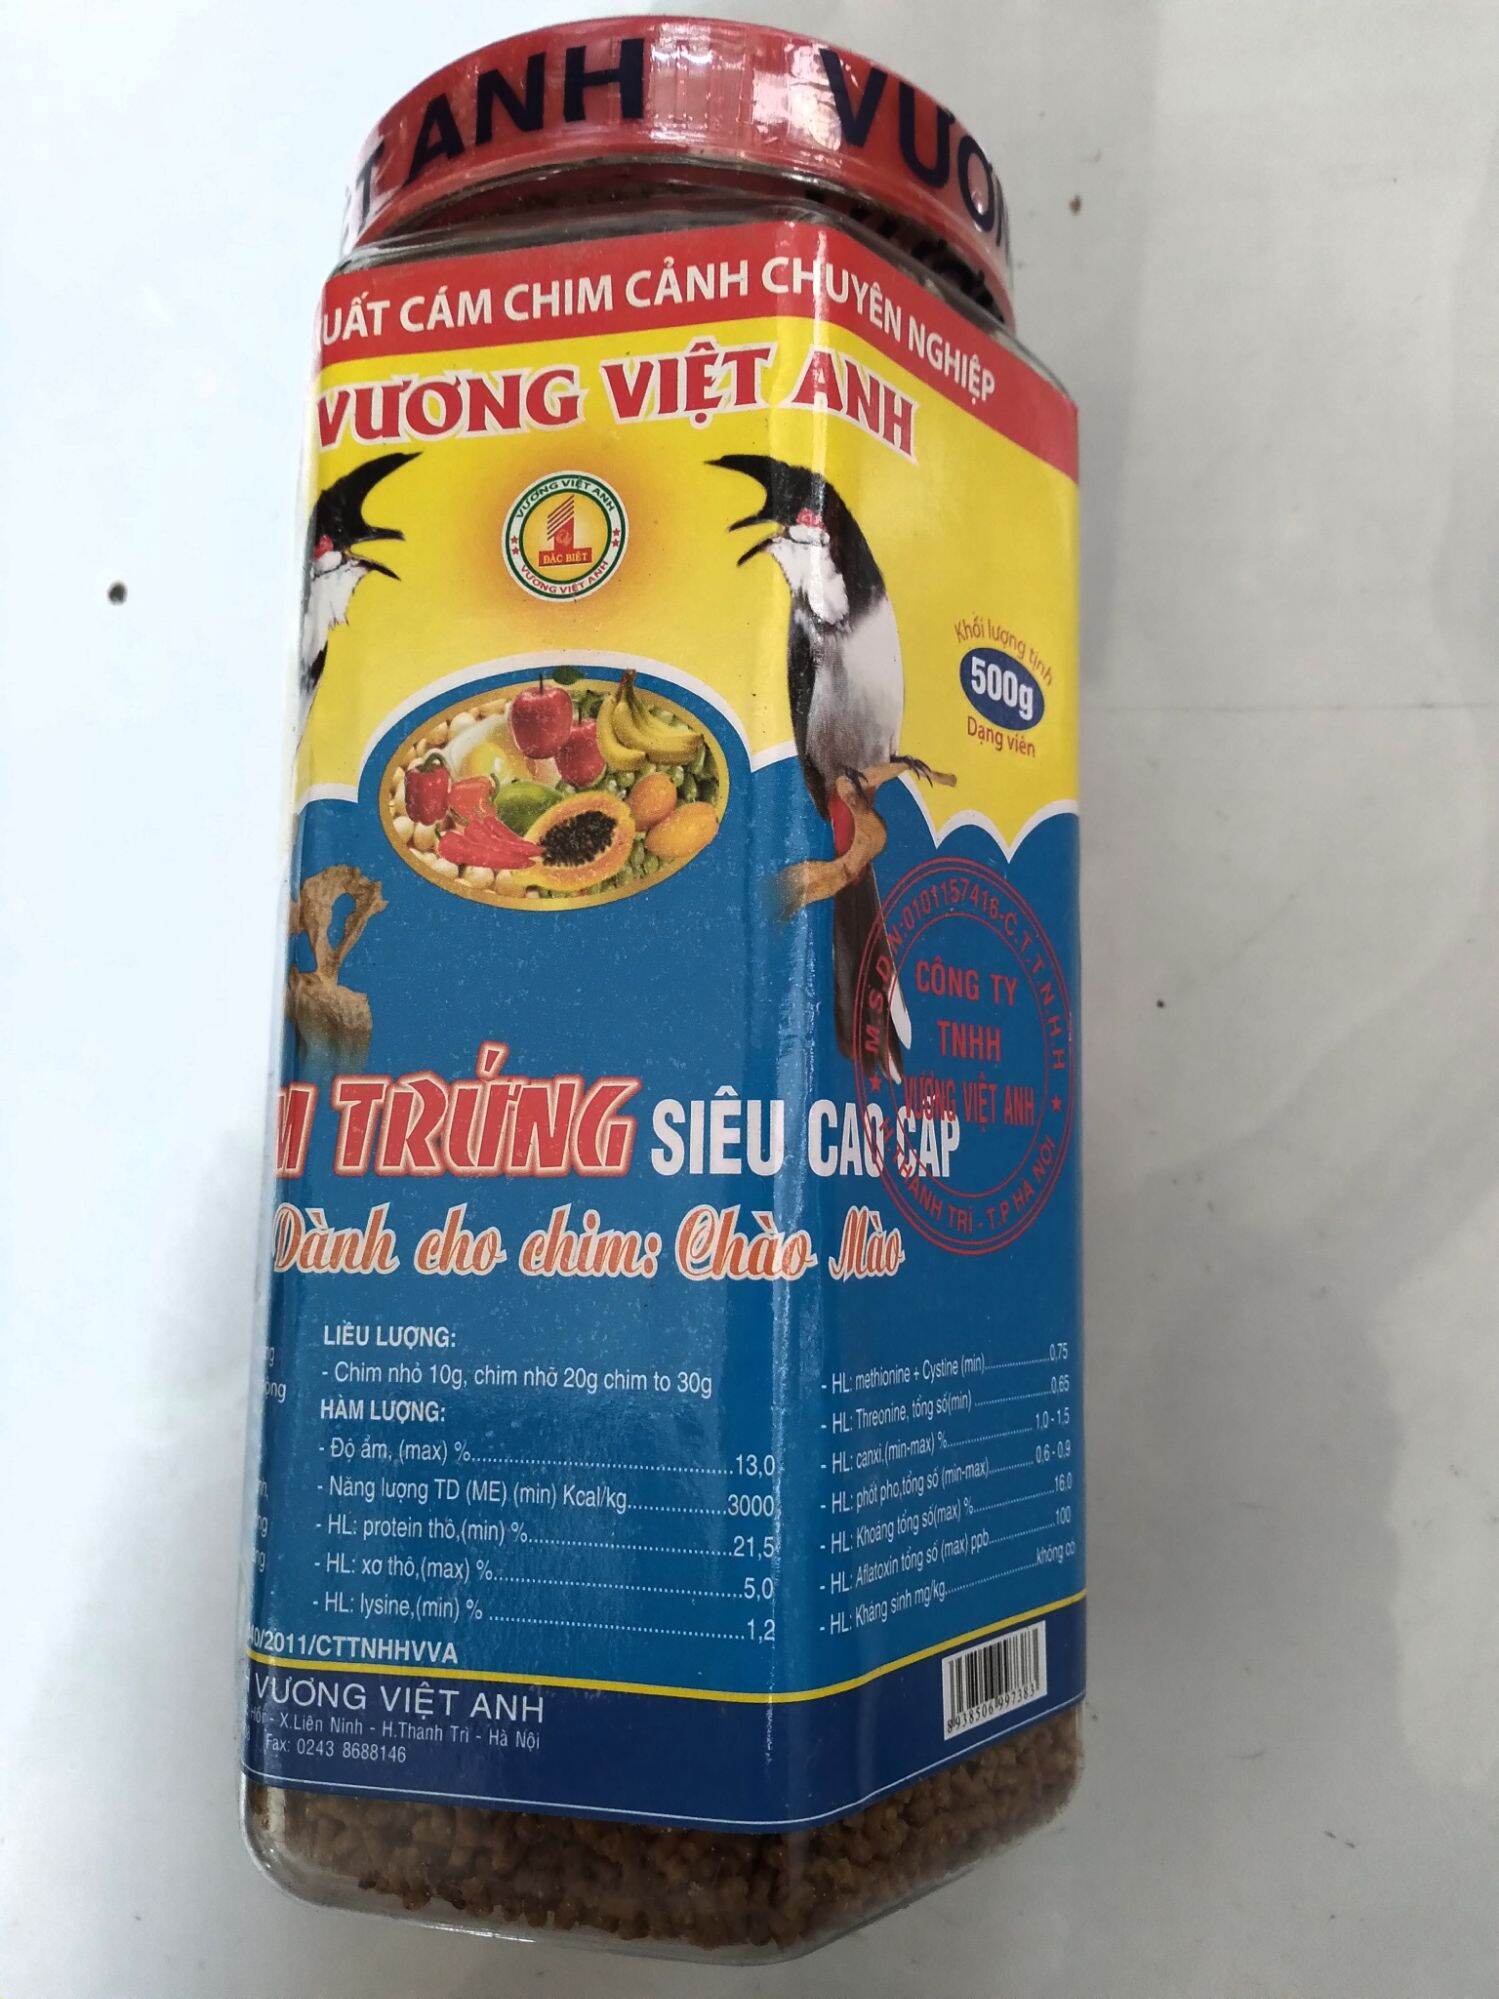 ANH VƯƠ
UẤT CÁM CHIM CẢNH CHUYÊN NGHIỆP
VƯƠNG VIỆT ANH
VƯƠNG VIỆT ANH
ĐẶC BIỆT
VƯƠNG VIỆT ANH
Khối lượng tịnh
500g
Dạng viên
M.S.D.N:0101157416-C.T.T.N.H.H
CÔNG TY
TNHH
VƯƠNG VIỆT ANH
H.THANH TRÌ - T.P HÀ NỘI
M TRỨNG SIÊU CAO CẤP
Dành cho chim: Chào Mào
LIỀU LƯỢNG:
- Chim nhỏ 10g, chim nhỡ 20g chim to 30g
HÀM LƯỢNG:
- Độ ẩm, (max) %...13,0
- Năng lượng TD (ME) (min) Kcal/kg...3000
- HL: protein thô,(min) %...21,5
- HL: xơ thô,(max) %...5,0
- HL: lysine,(min) %...1,2
- HL: methionine + Cystine (min)...0,75
- HL: Threonine, tổng số(min)...0,65
- HL: canxi,(min-max) %...1,0 - 1,5
- HL: phốt pho,tổng số (min-max)...0,6 - 0,9
- HL: Khoáng tổng số(max) %...16,0
- HL: Aflatoxin tổng số (max) ppb...100
- HL: Kháng sinh mg/kg...không có
0/2011/CTTNHHVVA
VƯƠNG VIỆT ANH
- X.Liên Ninh - H.Thanh Trì - Hà Nội
Fax: 0243 8688146
8938506997383